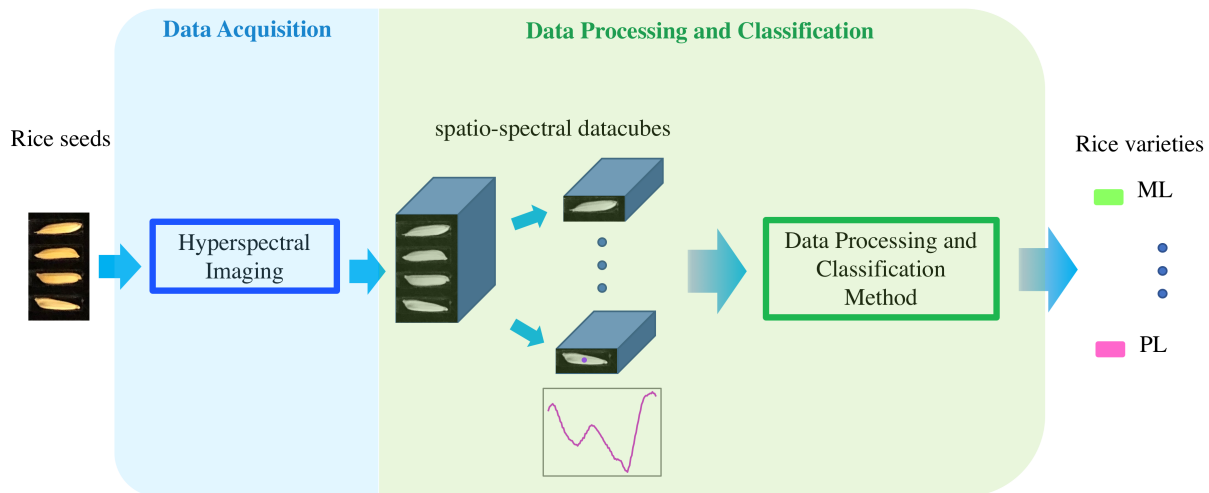 Data Acquisition
Data Processing and Classification
Rice seeds
spatio-spectral datacubes
Rice varieties
ML
Hyperspectral
Imaging
Data Processing and
Classification
Method
PL